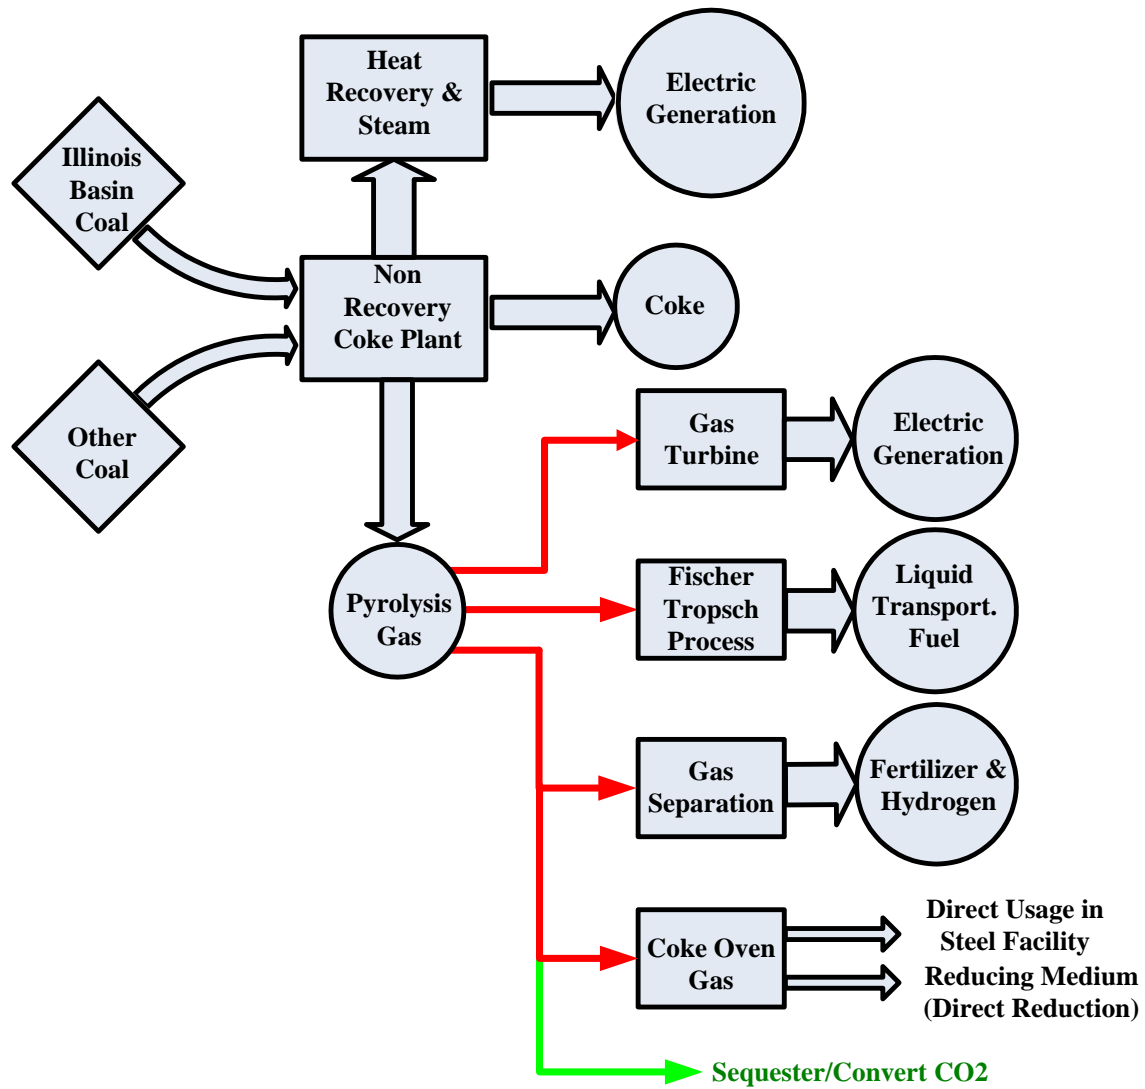 Heat
Recovery &
Steam
Electric
Generation
Illinois
Basin
Coal
Non
Recovery
Coke Plant
Coke
Other
Coal
Gas
Turbine
Electric
Generation
Pyrolysis
Gas
Fischer
Tropsch
Process
Liquid
Transport.
Fuel
Gas
Separation
Fertilizer &
Hydrogen
Coke Oven
Gas
Direct Usage in
Steel Facility
Reducing Medium
(Direct Reduction)
Sequester/Convert CO2